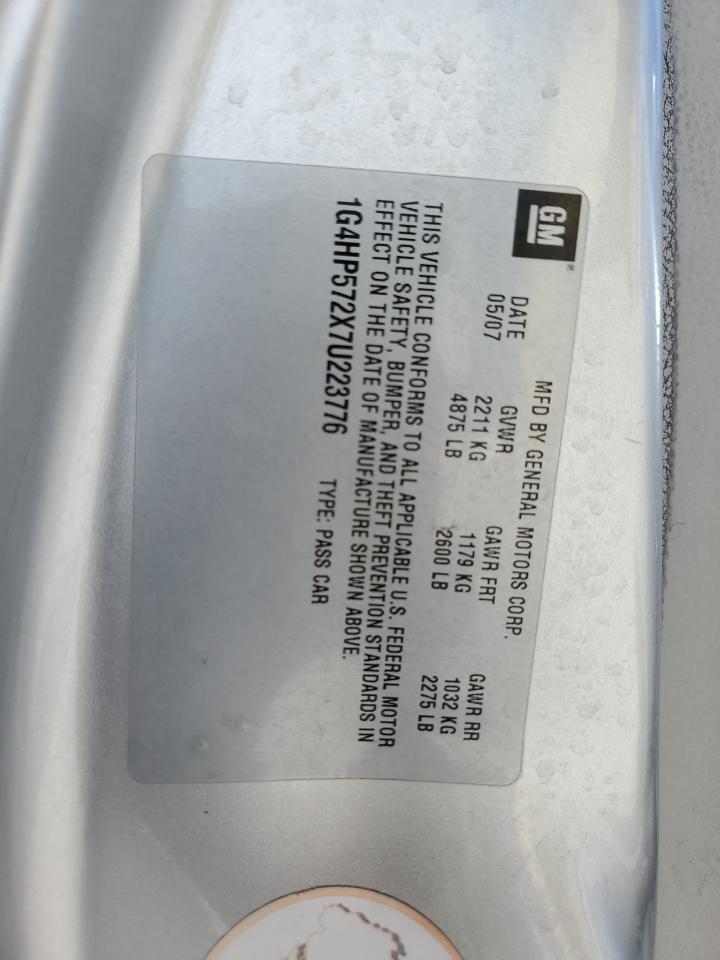 GM ®
MFD BY GENERAL MOTORS CORP.
DATE GVWR GAWR FRT GAWR RR
05/07 2211 KG 1179 KG 1032 KG
4875 LB 2600 LB 2275 LB
THIS VEHICLE CONFORMS TO ALL APPLICABLE U.S. FEDERAL MOTOR
VEHICLE SAFETY, BUMPER, AND THEFT PREVENTION STANDARDS IN
EFFECT ON THE DATE OF MANUFACTURE SHOWN ABOVE.
1G4HP572X7U223776 TYPE: PASS CAR